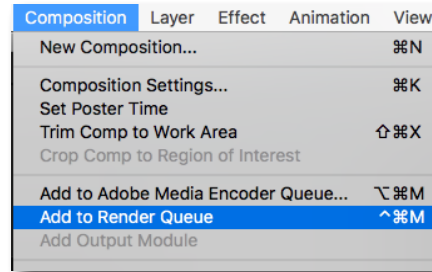 Composition Layer Effect Animation View
New Composition... ⌘N
Composition Settings... ⌘K
Set Poster Time
Trim Comp to Work Area ⇧⌘X
Crop Comp to Region of Interest
Add to Adobe Media Encoder Queue... ⌥⌘M
Add to Render Queue ^⌘M
Add Output Module